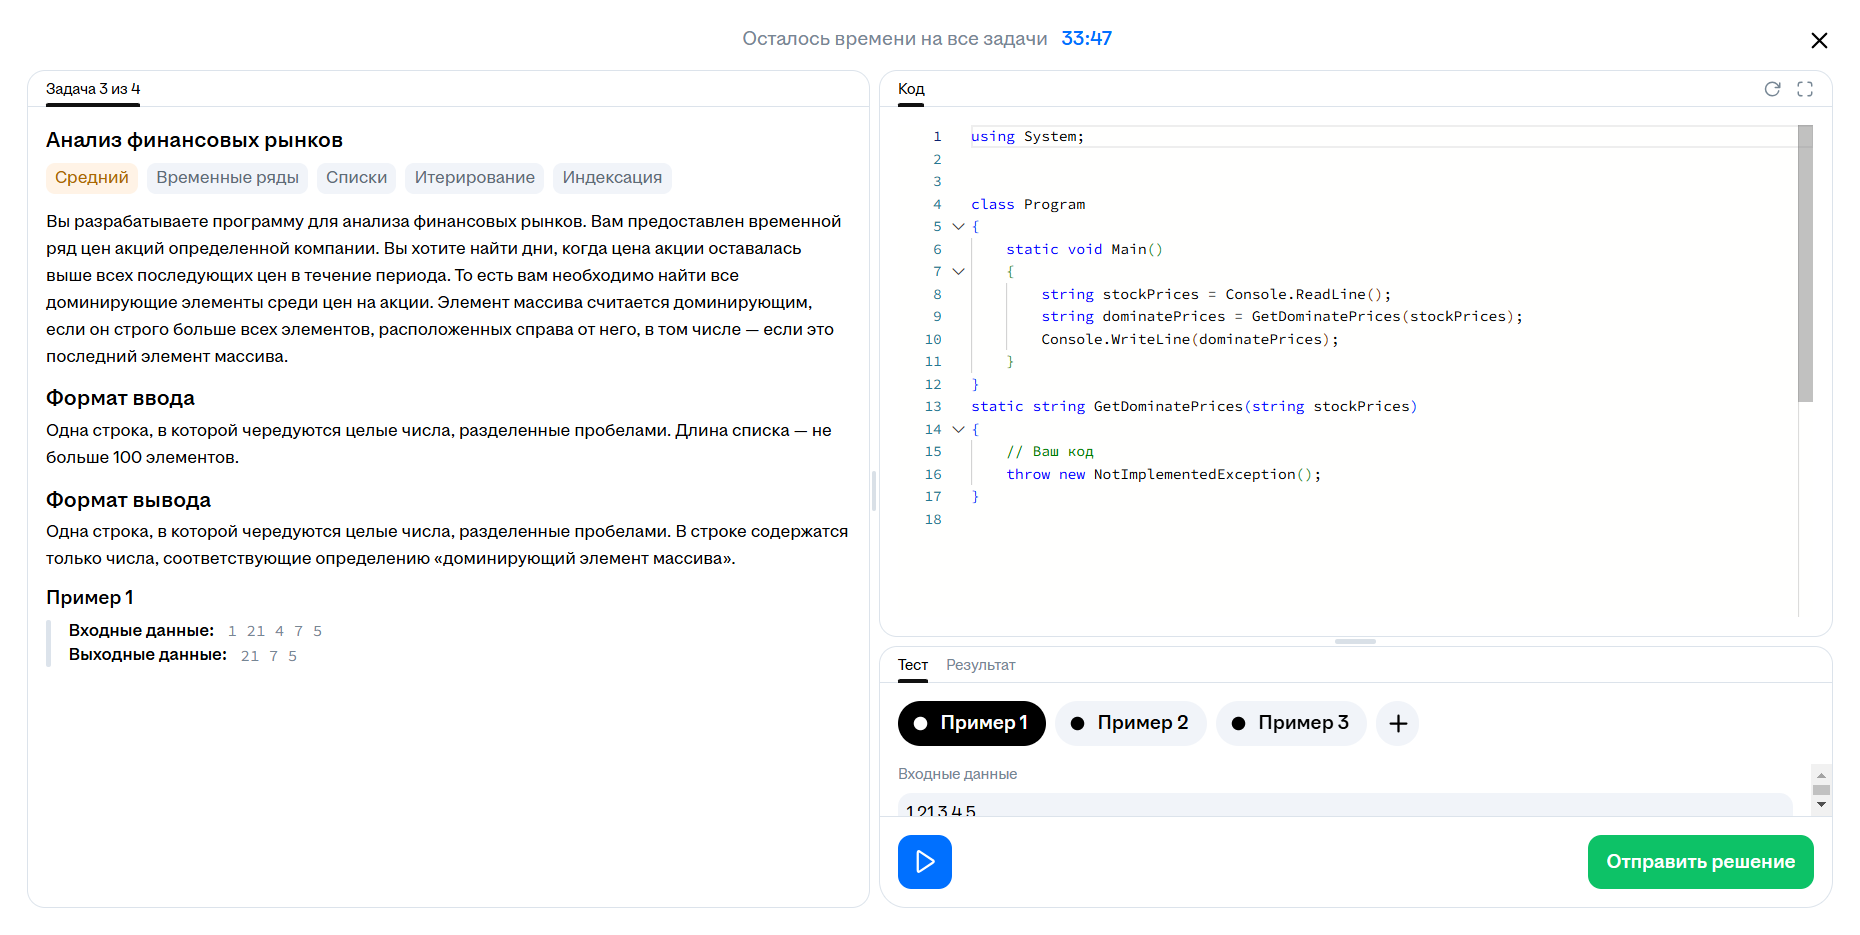 Осталось времени на все задачи 33:47
Задача 3 из 4
Анализ финансовых рынков
Средний Временные ряды Списки Итерирование Индексация
Вы разрабатываете программу для анализа финансовых рынков. Вам предоставлен временной
ряд цен акций определенной компании. Вы хотите найти дни, когда цена акции оставалась
выше всех последующих цен в течение периода. То есть вам необходимо найти все
доминирующие элементы среди цен на акции. Элемент массива считается доминирующим,
если он строго больше всех элементов, расположенных справа от него, в том числе — если это
последний элемент массива.
Формат ввода
Одна строка, в которой чередуются целые числа, разделенные пробелами. Длина списка — не
больше 100 элементов.
Формат вывода
Одна строка, в которой чередуются целые числа, разделенные пробелами. В строке содержатся
только числа, соответствующие определению «доминирующий элемент массива».
Пример 1
Входные данные: 1 21 4 7 5
Выходные данные: 21 7 5
Код
1 using System;
2
3
4 class Program
5 {
6     static void Main()
7     {
8         string stockPrices = Console.ReadLine();
9         string dominatePrices = GetDominatePrices(stockPrices);
10         Console.WriteLine(dominatePrices);
11     }
12 }
13 static string GetDominatePrices(string stockPrices)
14 {
15     // Ваш код
16     throw new NotImplementedException();
17 }
18
Тест Результат
Пример 1 Пример 2 Пример 3
Входные данные
1 21 3 4 5
Отправить решение